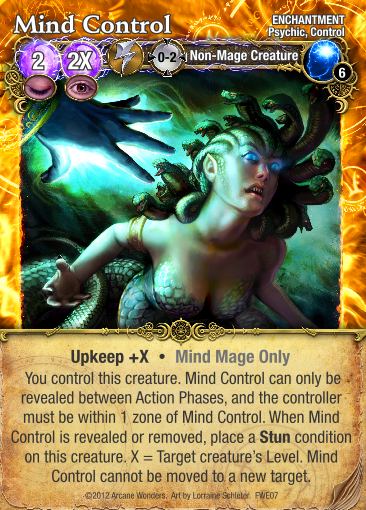 Mind Control
ENCHANTMENT
Psychic, Control
2
2X
0-2
Non-Mage Creature
6
Upkeep +X • Mind Mage Only
You control this creature. Mind Control can only be
revealed between Action Phases, and the controller
must be within 1 zone of Mind Control. When Mind
Control is revealed or removed, place a Stun condition
on this creature. X = Target creature's Level. Mind
Control cannot be moved to a new target.
©2012 Arcane Wonders. Art by Lorraine Schleter. FWE07